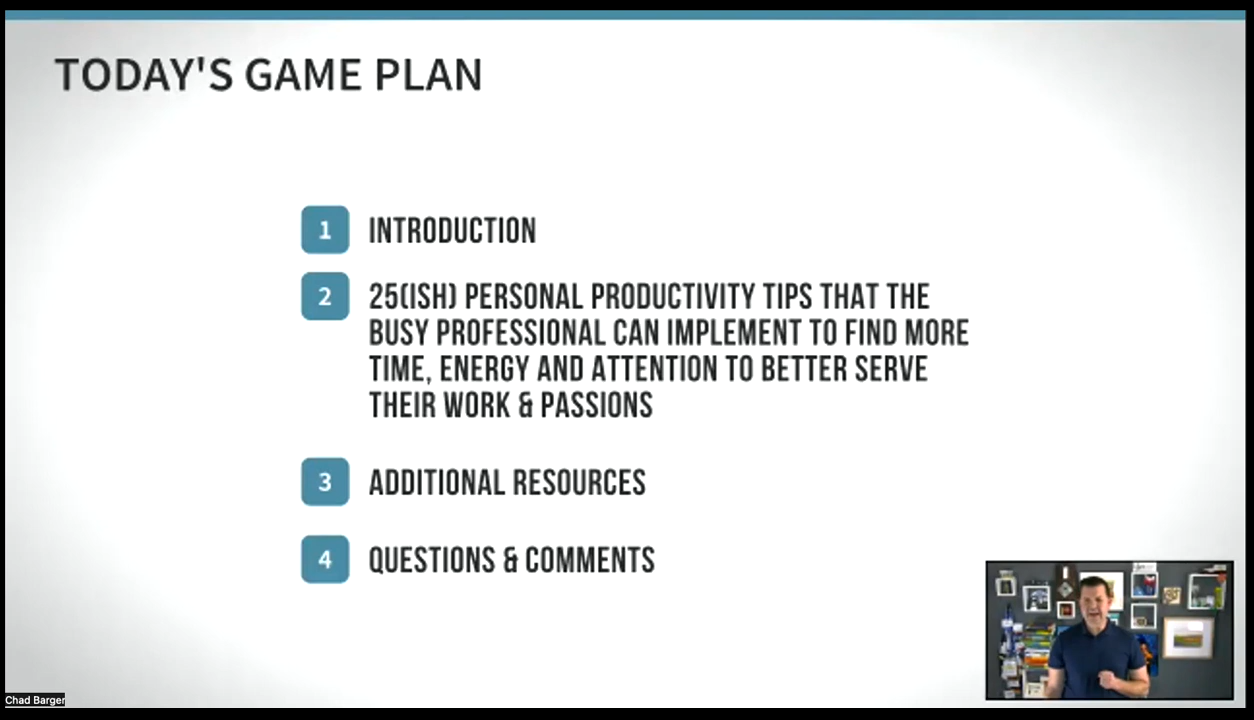 TODAY'S GAME PLAN
1 INTRODUCTION
2 25(ISH) PERSONAL PRODUCTIVITY TIPS THAT THE
BUSY PROFESSIONAL CAN IMPLEMENT TO FIND MORE
TIME, ENERGY AND ATTENTION TO BETTER SERVE
THEIR WORK & PASSIONS
3 ADDITIONAL RESOURCES
4 QUESTIONS & COMMENTS
Chad Barger